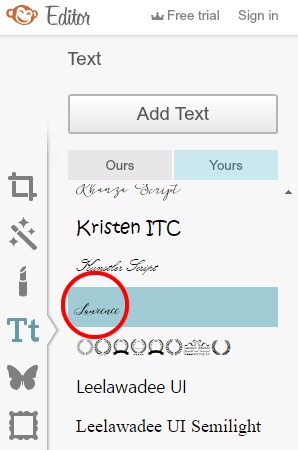 Editor
Free trial
Sign in
Text
Add Text
Ours
Yours
Khanza Script
Kristen ITC
Kunstler Script
Laurence
Tt
Leelawadee UI
Leelawadee UI Semilight